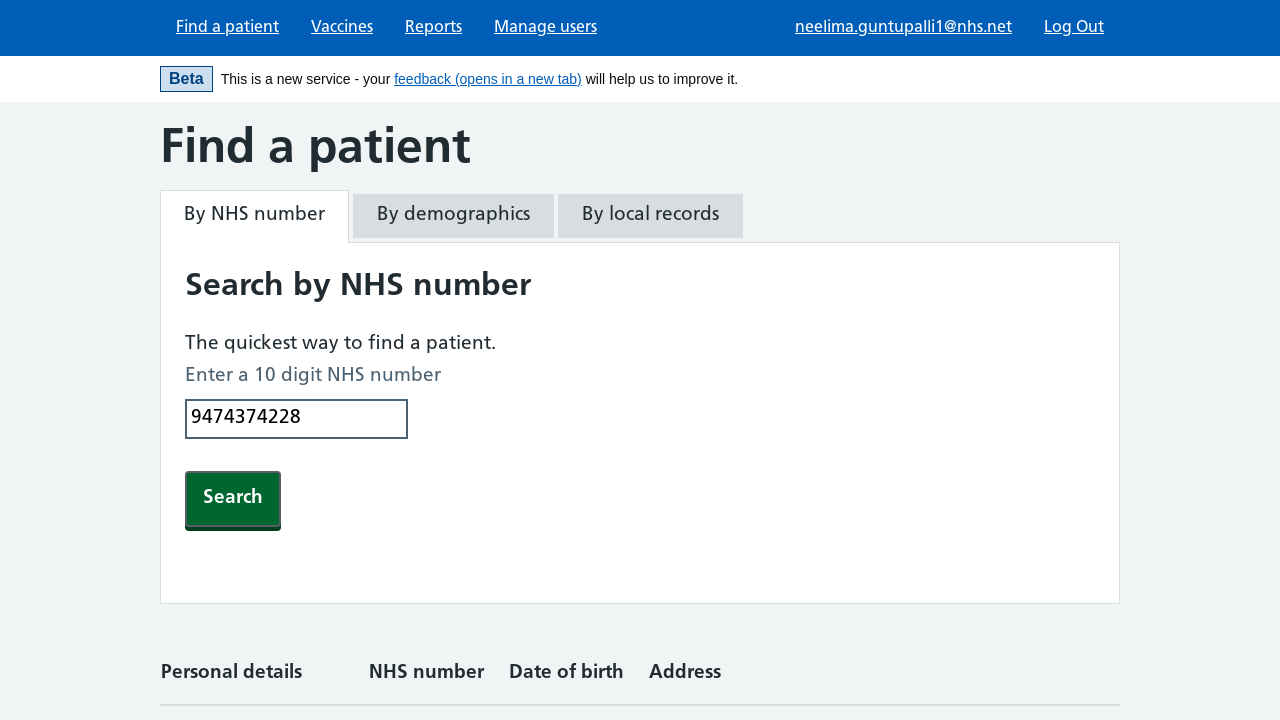 Find a patient Vaccines Reports Manage users neelima.guntupalli1@nhs.net Log Out
Beta This is a new service - your feedback (opens in a new tab) will help us to improve it.
Find a patient
By NHS number By demographics By local records
Search by NHS number
The quickest way to find a patient.
Enter a 10 digit NHS number
9474374228
Search
Personal details NHS number Date of birth Address